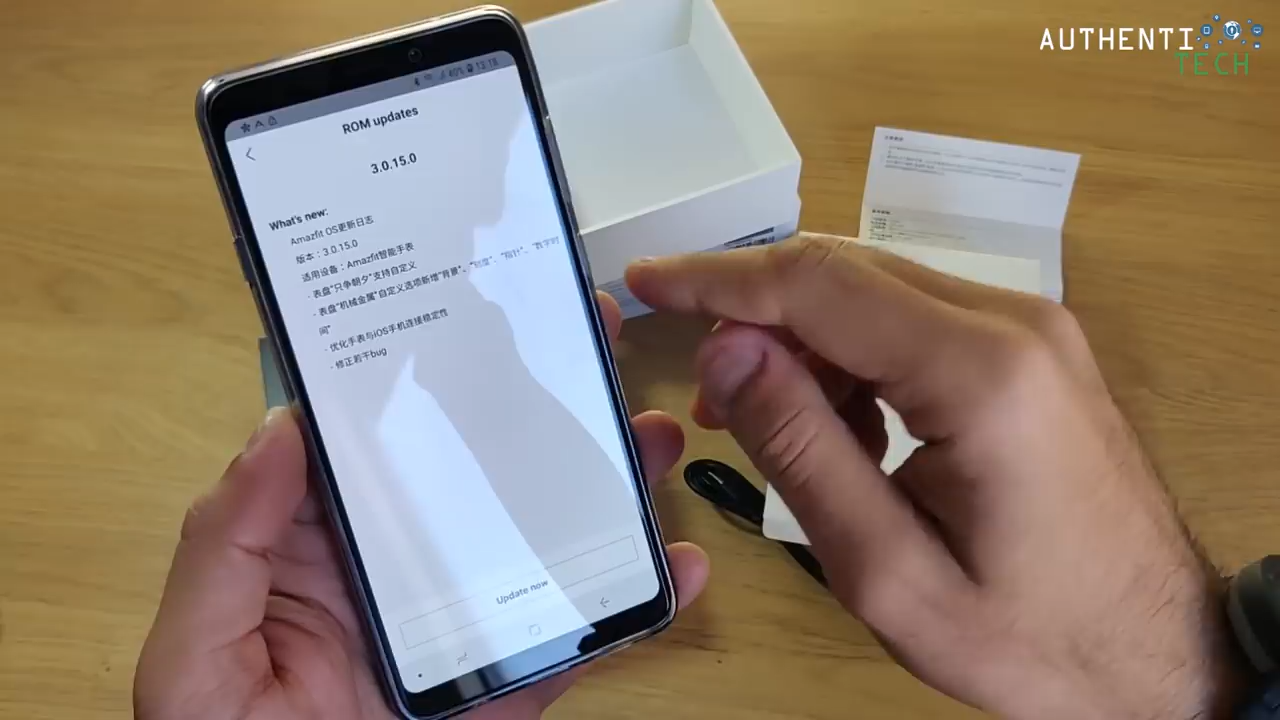 AUTHENTI
TECH
40% 13:18
ROM updates
3.0.15.0
What's new:
Amazfit OS更新日志
版本：3.0.15.0
适用设备：Amazfit智能手表
- 表盘“只争朝夕”支持自定义
- 表盘“机械金属”自定义选项新增“背景”、“刻度”、“指针”、“数字时
间”
- 优化手表与iOS手机连接稳定性
- 修正若干bug
Update now